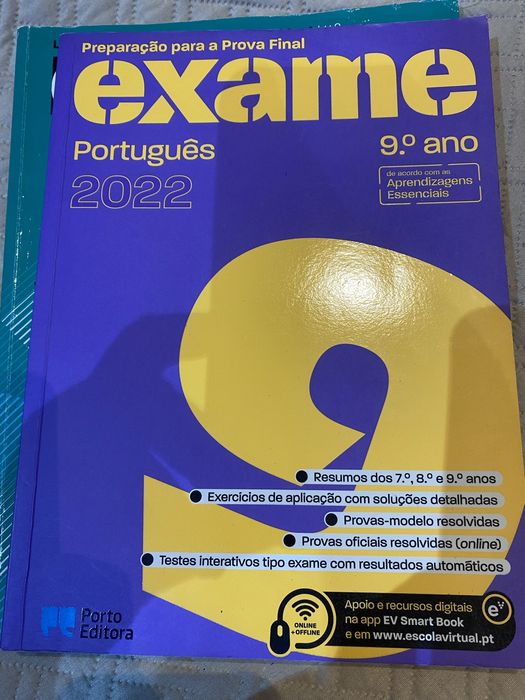 Preparação para a Prova Final
exame
Português
9.º ano
2022
de acordo com as
Aprendizagens
Essenciais
9
Resumos dos 7.º, 8.º e 9.º anos
Exercícios de aplicação com soluções detalhadas
Provas-modelo resolvidas
Provas oficiais resolvidas (online)
Testes interativos tipo exame com resultados automáticos
Porto
Editora
ONLINE
+OFFLINE
Apoio e recursos digitais
na app EV Smart Book
e em www.escolavirtual.pt